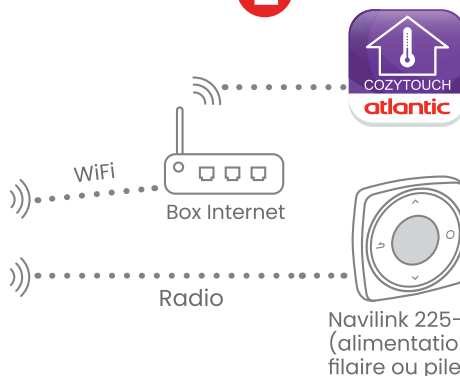 COZYTOUCH
atlantic
WiFi
Box Internet
Radio
Navilink 225-
(alimentatio
filaire ou pile